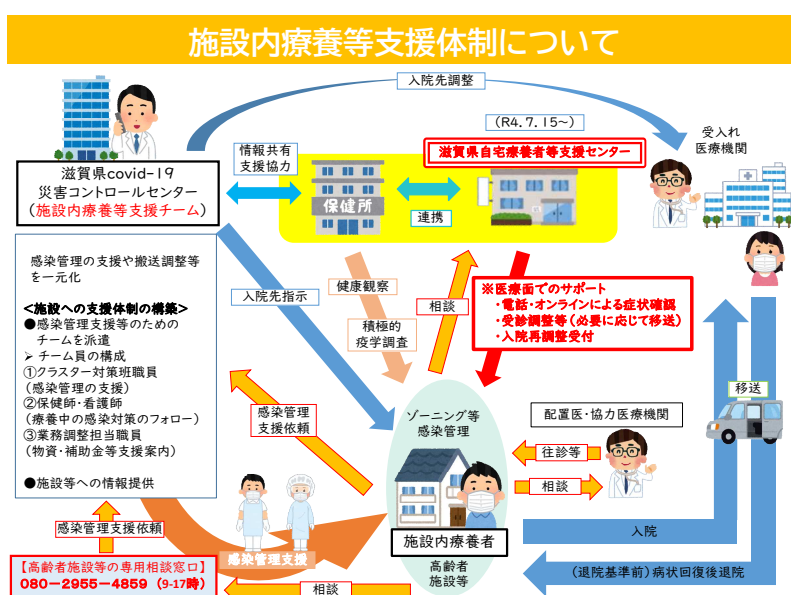 施設内療養等支援体制について
入院先調整
(R4.7.15~)
受入れ
医療機関
情報共有
支援協力
滋賀県自宅療養者等支援センター
滋賀県covid-19
災害コントロールセンター
(施設内療養等支援チーム)
保健所
連携
感染管理の支援や搬送調整等
を一元化
<施設への支援体制の構築>
●感染管理支援等のための
チームを派遣
➢ チーム員の構成
①クラスター対策班職員
(感染管理の支援)
②保健師・看護師
(療養中の感染対策のフォロー)
③業務調整担当職員
(物資・補助金等支援案内)
●施設等への情報提供
入院先指示
健康観察
積極的
疫学調査
相談
※医療面でのサポート
・電話・オンラインによる症状確認
・受診調整等(必要に応じて移送)
・入院再調整受付
感染管理
支援依頼
ゾーニング等
感染管理
配置医・協力医療機関
移送
往診等
相談
感染管理支援依頼
感染管理支援
施設内療養者
高齢者
施設等
入院
(退院基準前)病状回復後退院
【高齢者施設等の専用相談窓口】
080-2955-4859 (9-17時)
相談